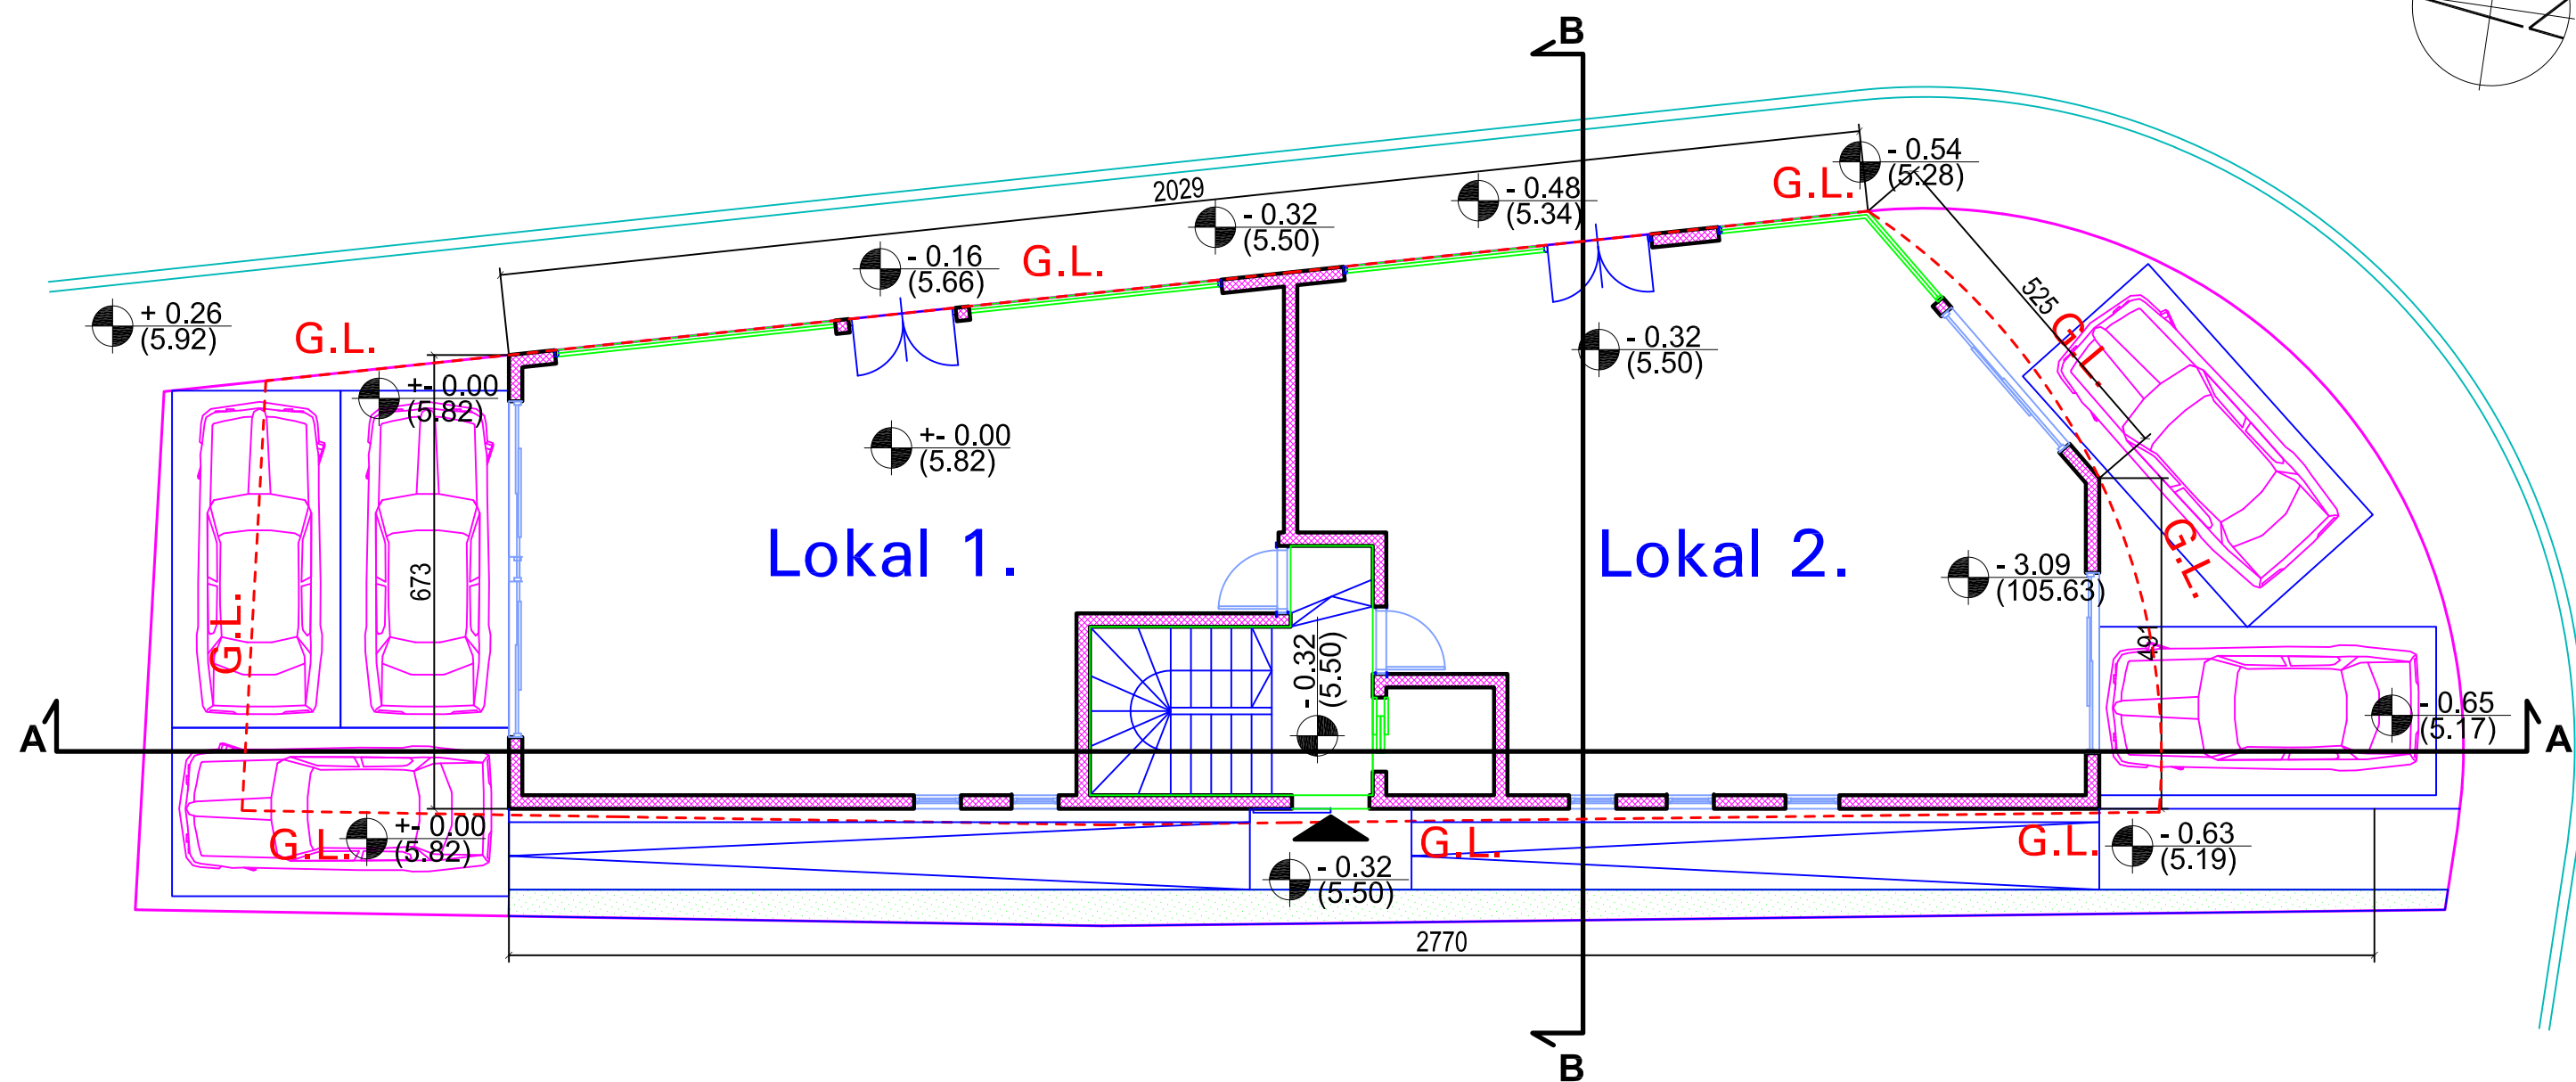 B
- 0.54
(5.28)
G.L.
2029
- 0.48
(5.34)
- 0.32
(5.50)
G.L.
- 0.16
(5.66)
+ 0.26
(5.92)
G.L.
525
G.L.
- 0.32
(5.50)
+- 0.00
(5.82)
+- 0.00
(5.82)
Lokal 1.
Lokal 2.
G.L.
- 3.09
(105.63)
673
G.L.
491
- 0.32
(5.50)
A
- 0.65
(5.17)
A
+- 0.00
(5.82)
G.L.
G.L.
G.L.
- 0.63
(5.19)
- 0.32
(5.50)
2770
B